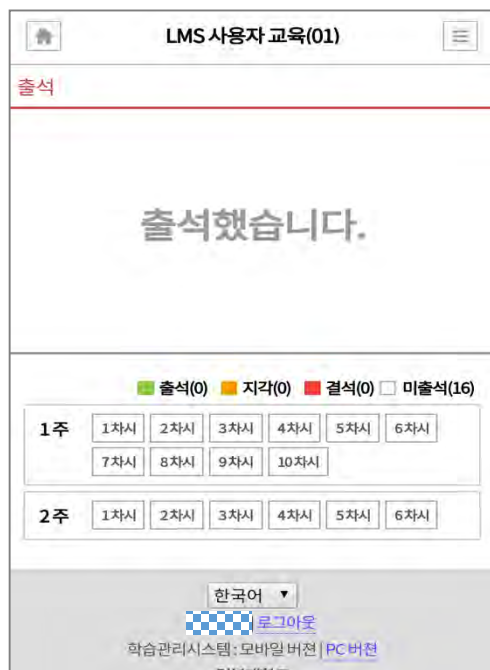 LMS 사용자 교육(01)
출석
출석했습니다.
출석(0) 지각(0) 결석(0) 미출석(16)
1주 1차시 2차시 3차시 4차시 5차시 6차시
7차시 8차시 9차시 10차시
2주 1차시 2차시 3차시 4차시 5차시 6차시
한국어 ▼
| 로그아웃
학습관리시스템 : 모바일 버젼 | PC 버젼